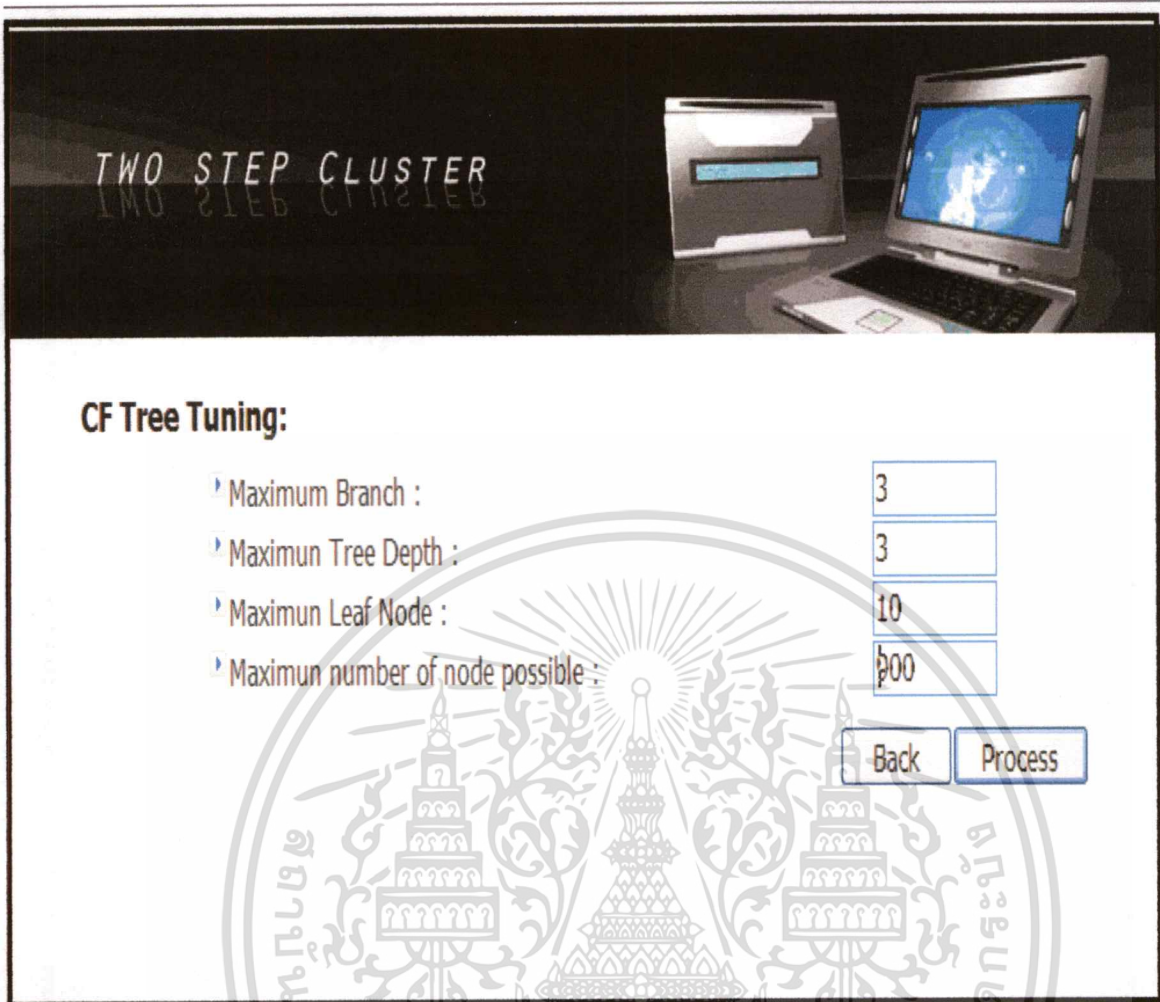 TWO STEP CLUSTER
CF Tree Tuning:
Maximum Branch : 3
Maximun Tree Depth : 3
Maximun Leaf Node : 10
Maximun number of node possible :
Back Process